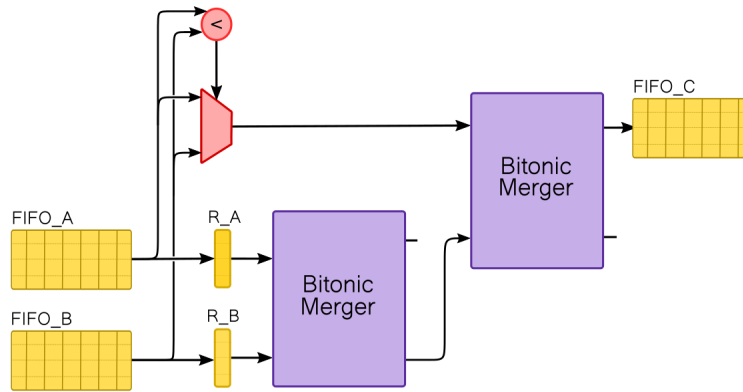 <
FIFO_C
Bitonic
Merger
FIFO_A
R_A
Bitonic
Merger
FIFO_B
R_B